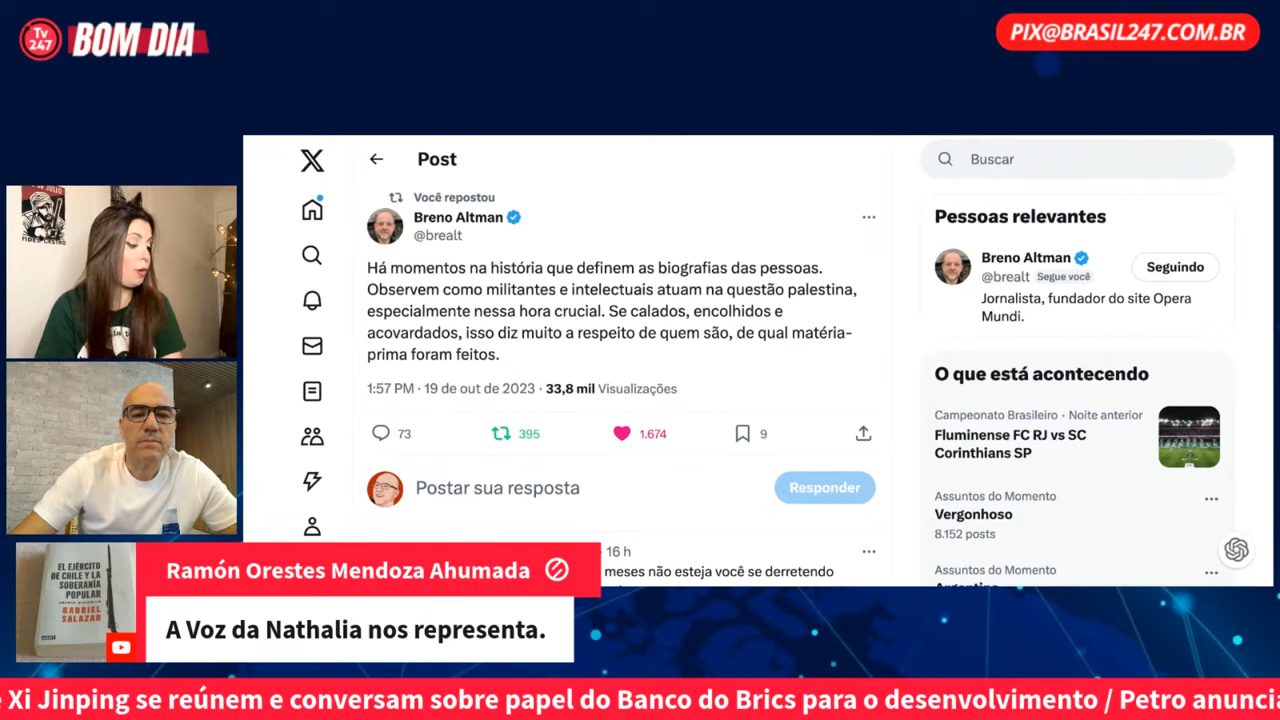 Tv
247
BOM DIA
PIX@BRASIL247.COM.BR
Post
Buscar
Você repostou
Breno Altman
@brealt
Há momentos na história que definem as biografias das pessoas.
Observem como militantes e intelectuais atuam na questão palestina,
especialmente nessa hora crucial. Se calados, encolhidos e
acovardados, isso diz muito a respeito de quem são, de qual matéria-
prima foram feitos.
1:57 PM · 19 de out de 2023 · 33,8 mil Visualizações
73 395 1.674 9
Postar sua resposta
Responder
· 16 h
meses não esteja você se derretendo
Pessoas relevantes
Breno Altman
@brealt Segue você
Seguindo
Jornalista, fundador do site Opera
Mundi.
O que está acontecendo
Campeonato Brasileiro · Noite anterior
Fluminense FC RJ vs SC
Corinthians SP
Assuntos do Momento
Vergonhoso
8.152 posts
Assuntos do Momento
Argentina
FIDEL CASTRO
EL EJÉRCITO
DE CHILE Y LA
SOBERANÍA
POPULAR
GABRIEL
SALAZAR
Ramón Orestes Mendoza Ahumada
A Voz da Nathalia nos representa.
e Xi Jinping se reúnem e conversam sobre papel do Banco do Brics para o desenvolvimento / Petro anuncia